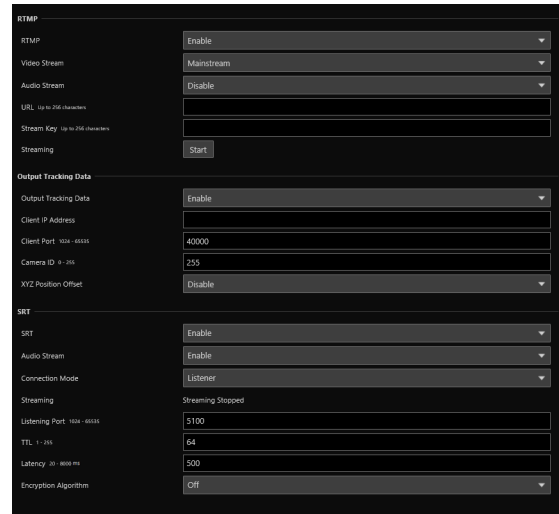 RTMP
RTMP Enable
Video Stream Mainstream
Audio Stream Disable
URL Up to 256 characters
Stream Key Up to 256 characters
Streaming Start
Output Tracking Data
Output Tracking Data Enable
Client IP Address
Client Port 1024 - 65535 40000
Camera ID 0 - 255 255
XYZ Position Offset Disable
SRT
SRT Enable
Audio Stream Enable
Connection Mode Listener
Streaming Streaming Stopped
Listening Port 1024 - 65535 5100
TTL 1 - 255 64
Latency 20 - 8000 ms 500
Encryption Algorithm Off